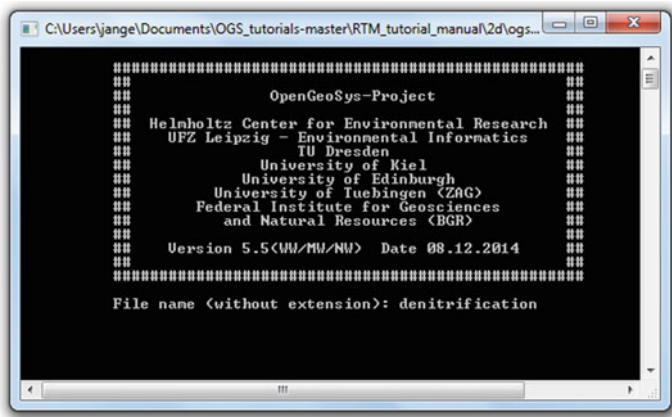 C:\Users\jange\Documents\OGS_tutorials-master\RTM_tutorial_manual\2d\ogs...
###################################################
##                                               ##
## OpenGeoSys-Project ##
##                                               ##
## Helmholtz Center for Environmental Research ##
## UFZ Leipzig - Environmental Informatics ##
## TU Dresden ##
## University of Kiel ##
## University of Edinburgh ##
## University of Tuebingen (ZAG) ##
## Federal Institute for Geosciences ##
## and Natural Resources (BGR) ##
##                                               ##
## Version 5.5(WW/MW/NW) Date 08.12.2014 ##
##                                               ##
###################################################
File name (without extension): denitrification